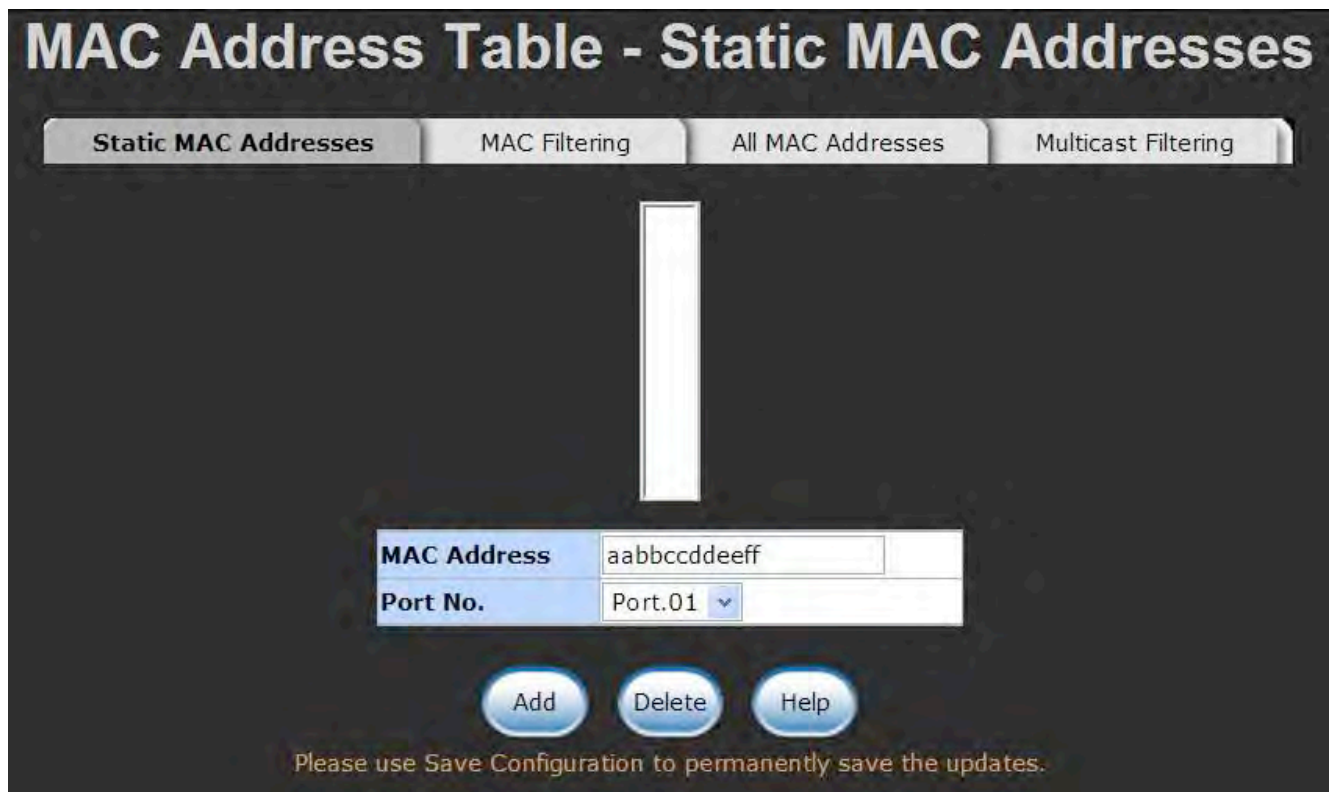 MAC Address Table - Static MAC Addresses
Static MAC Addresses MAC Filtering All MAC Addresses Multicast Filtering
MAC Address aabbccddeeff
Port No. Port.01
Add Delete Help
Please use Save Configuration to permanently save the updates.